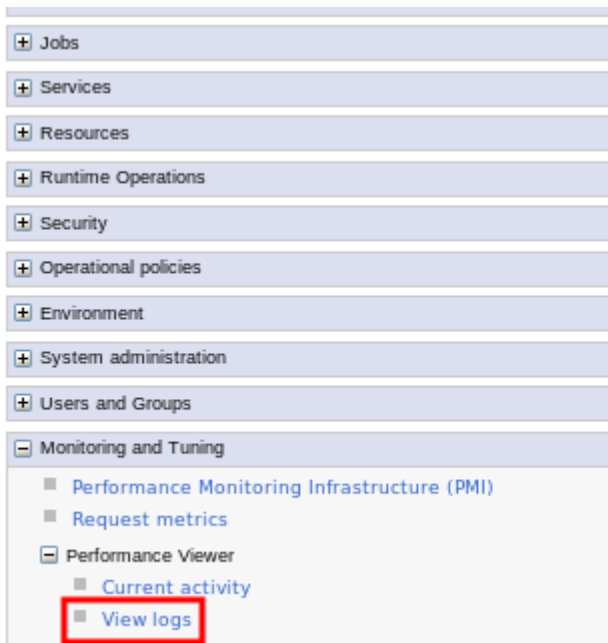 Jobs
Services
Resources
Runtime Operations
Security
Operational policies
Environment
System administration
Users and Groups
Monitoring and Tuning
Performance Monitoring Infrastructure (PMI)
Request metrics
Performance Viewer
Current activity
View logs